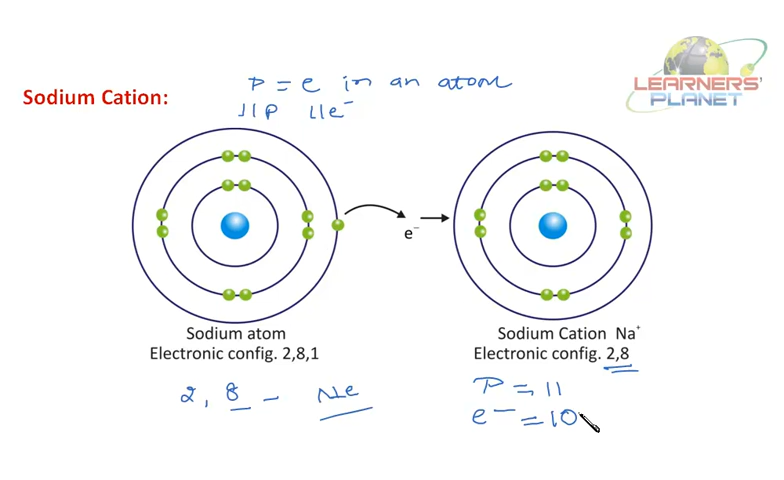 LEARNERS'
PLANET
Sodium Cation:
P = e in an atom
11p 11e⁻
e⁻
Sodium atom
Electronic config. 2,8,1
Sodium Cation Na⁺
Electronic config. 2,8
2, 8 - Ne
P = 11
e⁻ = 10